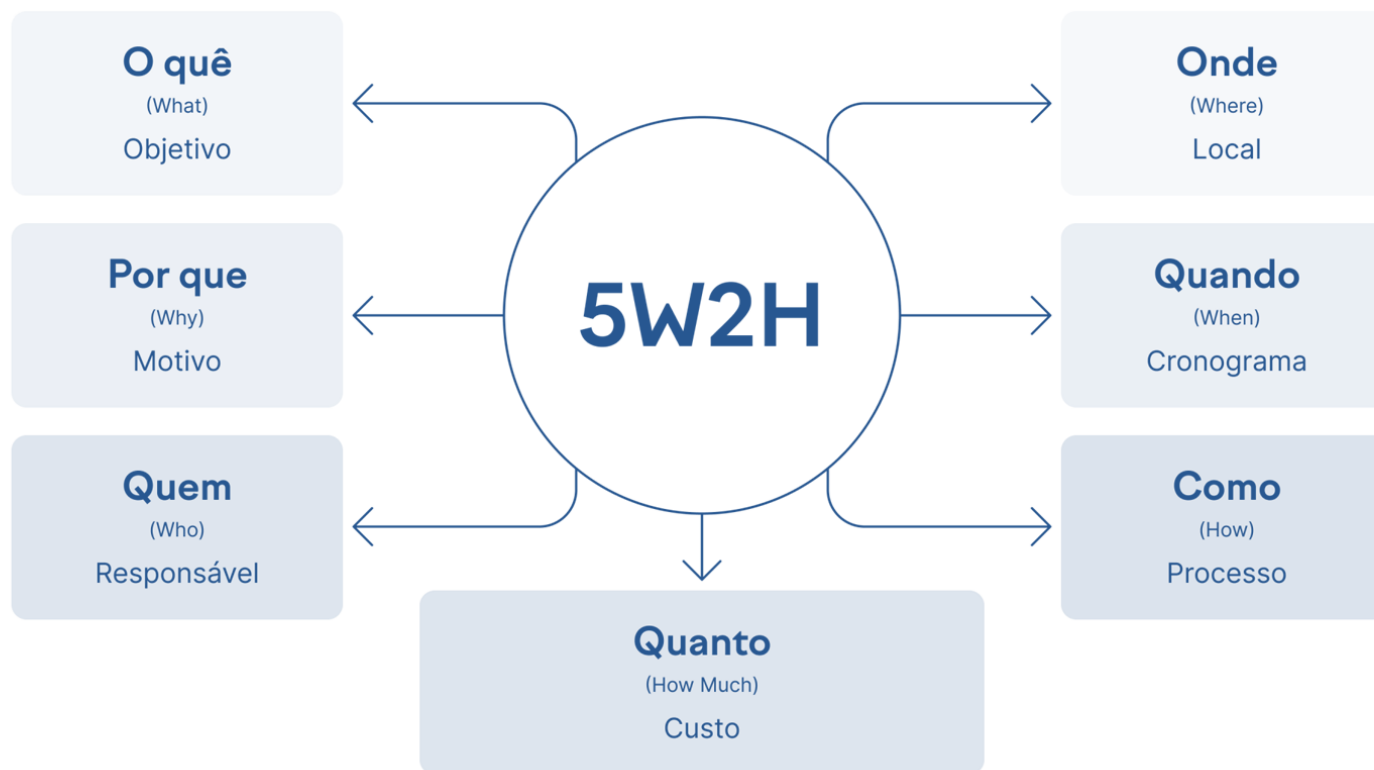 O quê
(What)
Objetivo
Por que
(Why)
Motivo
Quem
(Who)
Responsável
5W2H
Onde
(Where)
Local
Quando
(When)
Cronograma
Como
(How)
Processo
Quanto
(How Much)
Custo